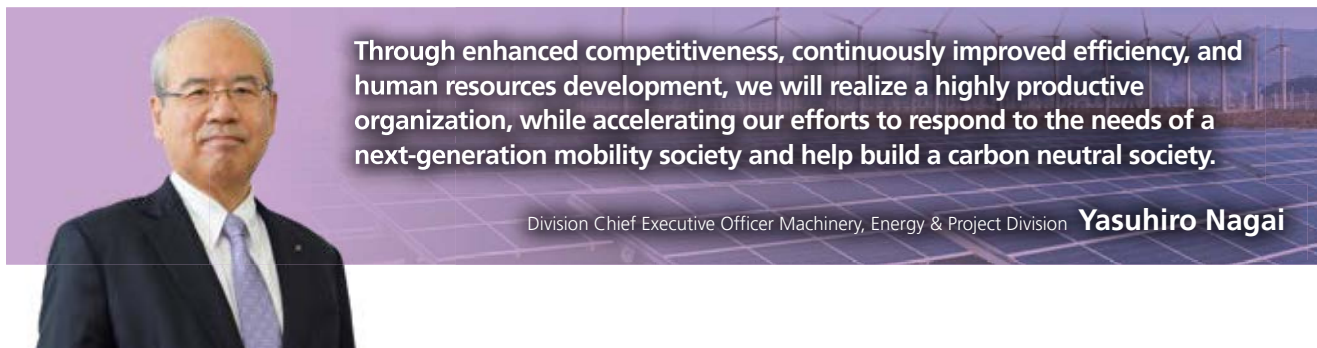 Through enhanced competitiveness, continuously improved efficiency, and
human resources development, we will realize a highly productive
organization, while accelerating our efforts to respond to the needs of a
next-generation mobility society and help build a carbon neutral society.
Division Chief Executive Officer Machinery, Energy & Project Division Yasuhiro Nagai